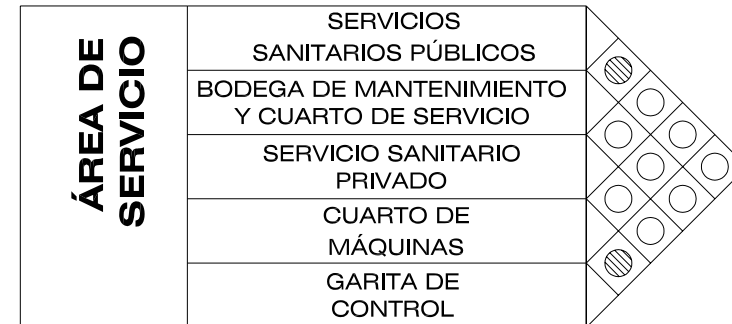 ÁREA DE
SERVICIO
SERVICIOS
SANITARIOS PÚBLICOS
BODEGA DE MANTENIMIENTO
Y CUARTO DE SERVICIO
SERVICIO SANITARIO
PRIVADO
CUARTO DE
MÁQUINAS
GARITA DE
CONTROL